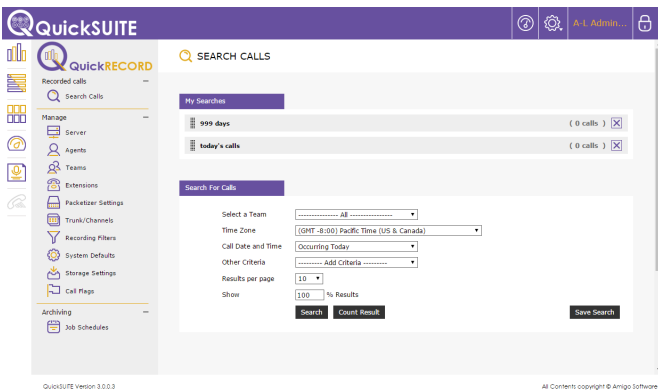 QuickSUITE
A-L Admin...
QuickRECORD
Recorded calls
Search Calls
Manage
Server
Agents
Teams
Extensions
Packetizer Settings
Trunk/Channels
Recording Filters
System Defaults
Storage Settings
Call Flags
Archiving
Job Schedules
SEARCH CALLS
My Searches
999 days ( 0 calls )
today's calls ( 0 calls )
Search For Calls
Select a Team --------------- All ----------------
Time Zone (GMT -8:00) Pacific Time (US & Canada)
Call Date and Time Occurring Today
Other Criteria --------- Add Criteria ---------
Results per page 10
Show 100 % Results
Search Count Result Save Search
QuickSUITE Version 3.0.0.3 All Contents copyright © Amigo Software